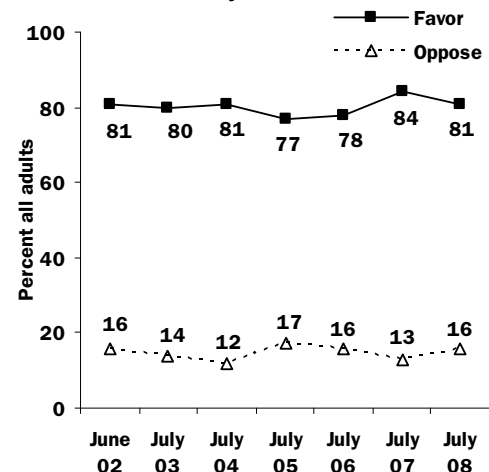 Favor
Oppose
Percent all adults
100
80
60
40
20
0
81 80 81 77 78 84 81
16 14 12 17 16 13 16
June July July July July July July
02 03 04 05 06 07 08